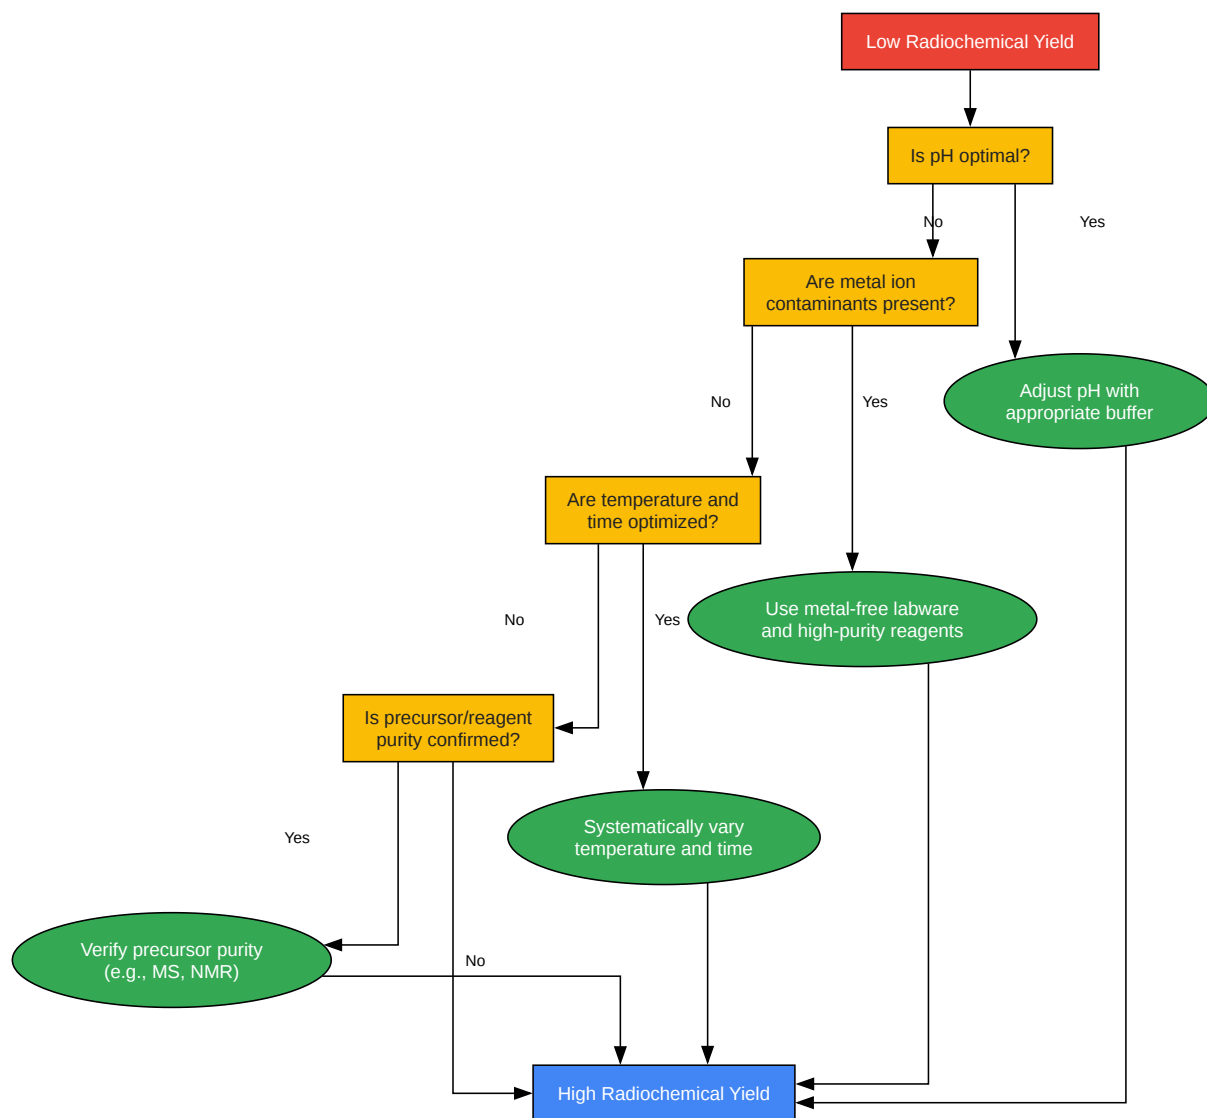 Low Radiochemical Yield
Is pH optimal?
No
Yes
Are metal ion
contaminants present?
Adjust pH with
appropriate buffer
No
Yes
Are temperature and
time optimized?
Use metal-free labware
and high-purity reagents
No
Yes
Is precursor/reagent
purity confirmed?
Systematically vary
temperature and time
Yes
Verify precursor purity
(e.g., MS, NMR)
No
High Radiochemical Yield